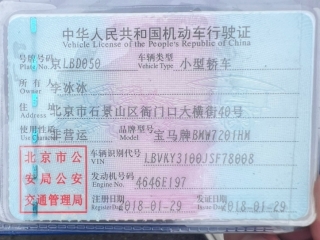 中华人民共和国机动车行驶证
Vehicle License of the People's Republic of China
号牌号码 京LBD050 车辆类型 小型轿车
Plate No. Vehicle Type
所有人 李冰冰
Owner
住址 北京市石景山区衙门口大横街40号
Address
使用性质 非营运 品牌型号 宝马牌BMW7201HM
Use Character Model
北京市公安局公安交通管理局
车辆识别代号 LBVKY3100JSF78008
VIN
发动机号码 4646E197
Engine No.
注册日期 2018-01-29 发证日期 2018-01-29
Register Date Issue Date